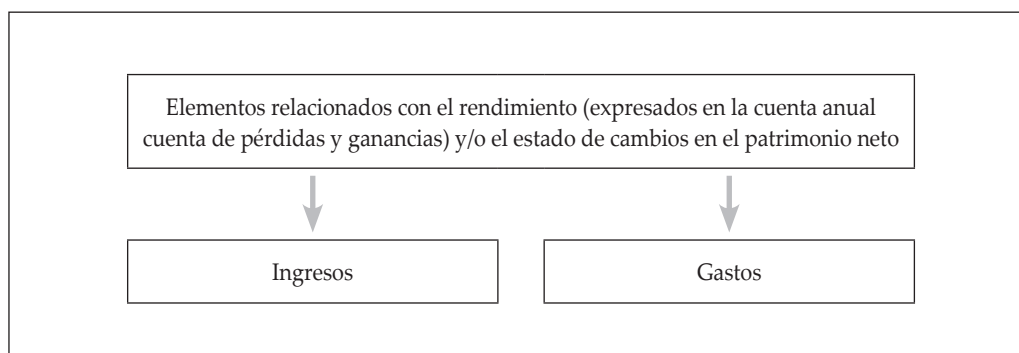 Elementos relacionados con el rendimiento (expresados en la cuenta anual
cuenta de pérdidas y ganancias) y/o el estado de cambios en el patrimonio neto
Ingresos
Gastos